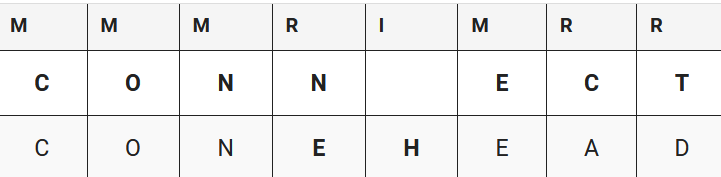 M M M R I M R R
C O N N E C T
C O N E H E A D